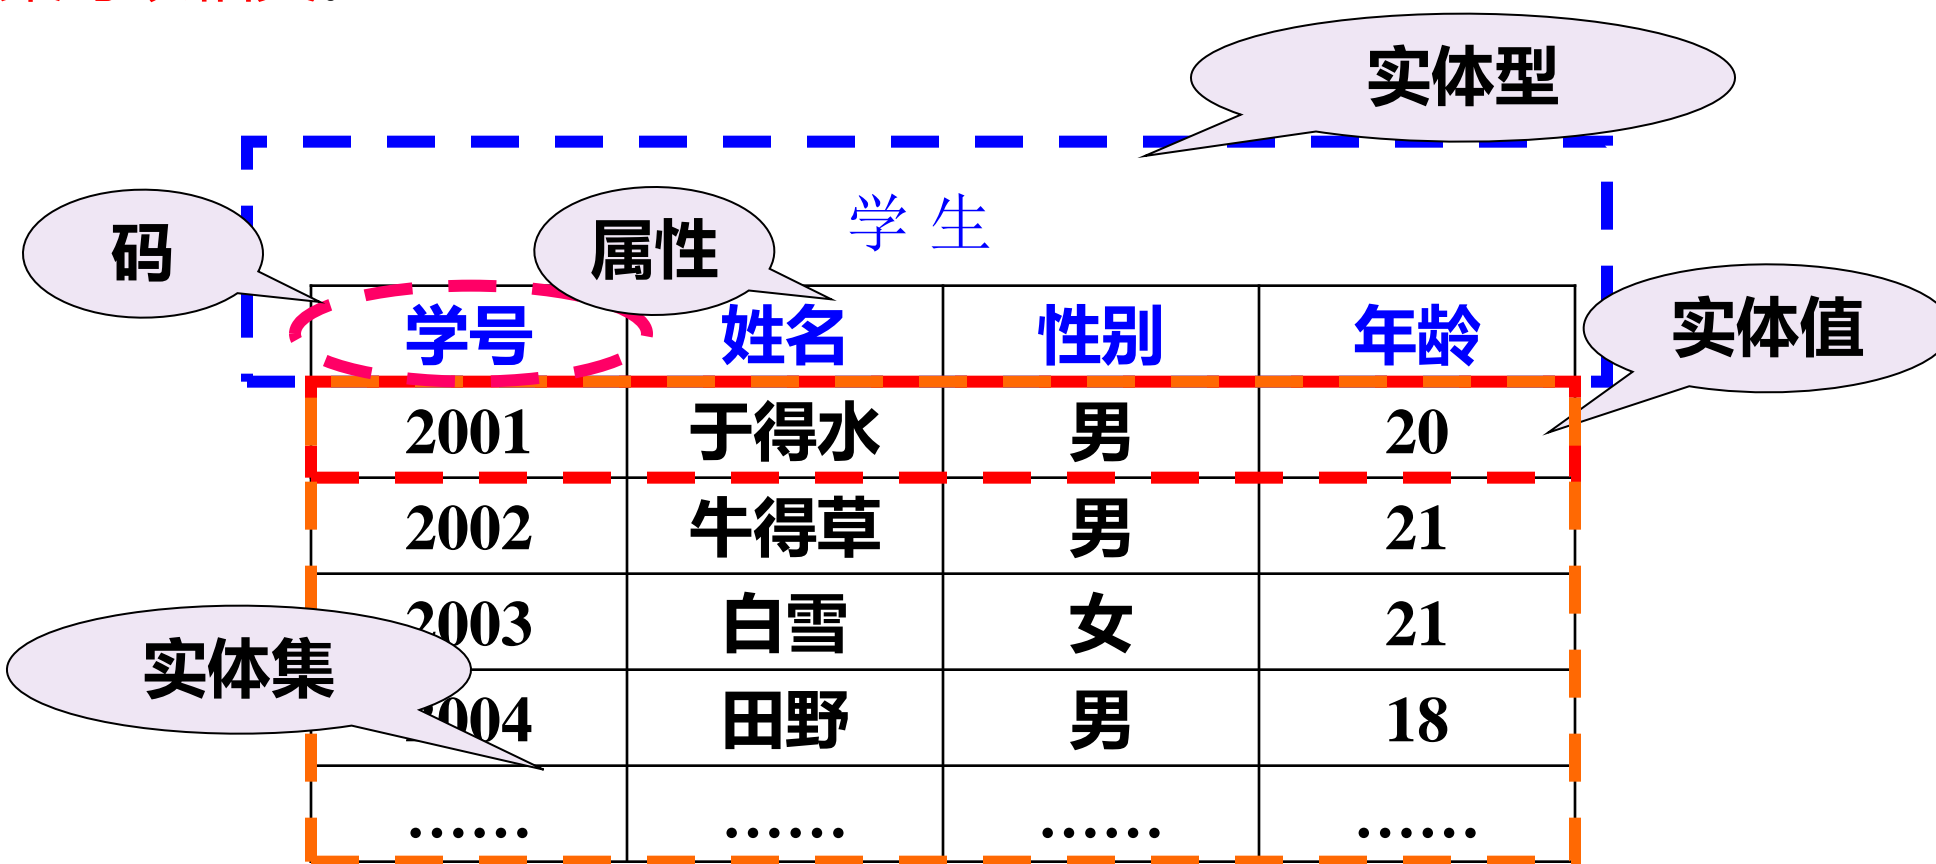 实体型
学 生
码
属性
实体值
学号 姓名 性别 年龄
2001 于得水 男 20
2002 牛得草 男 21
2003 白雪 女 21
实体集
004 田野 男 18
…… …… …… ……